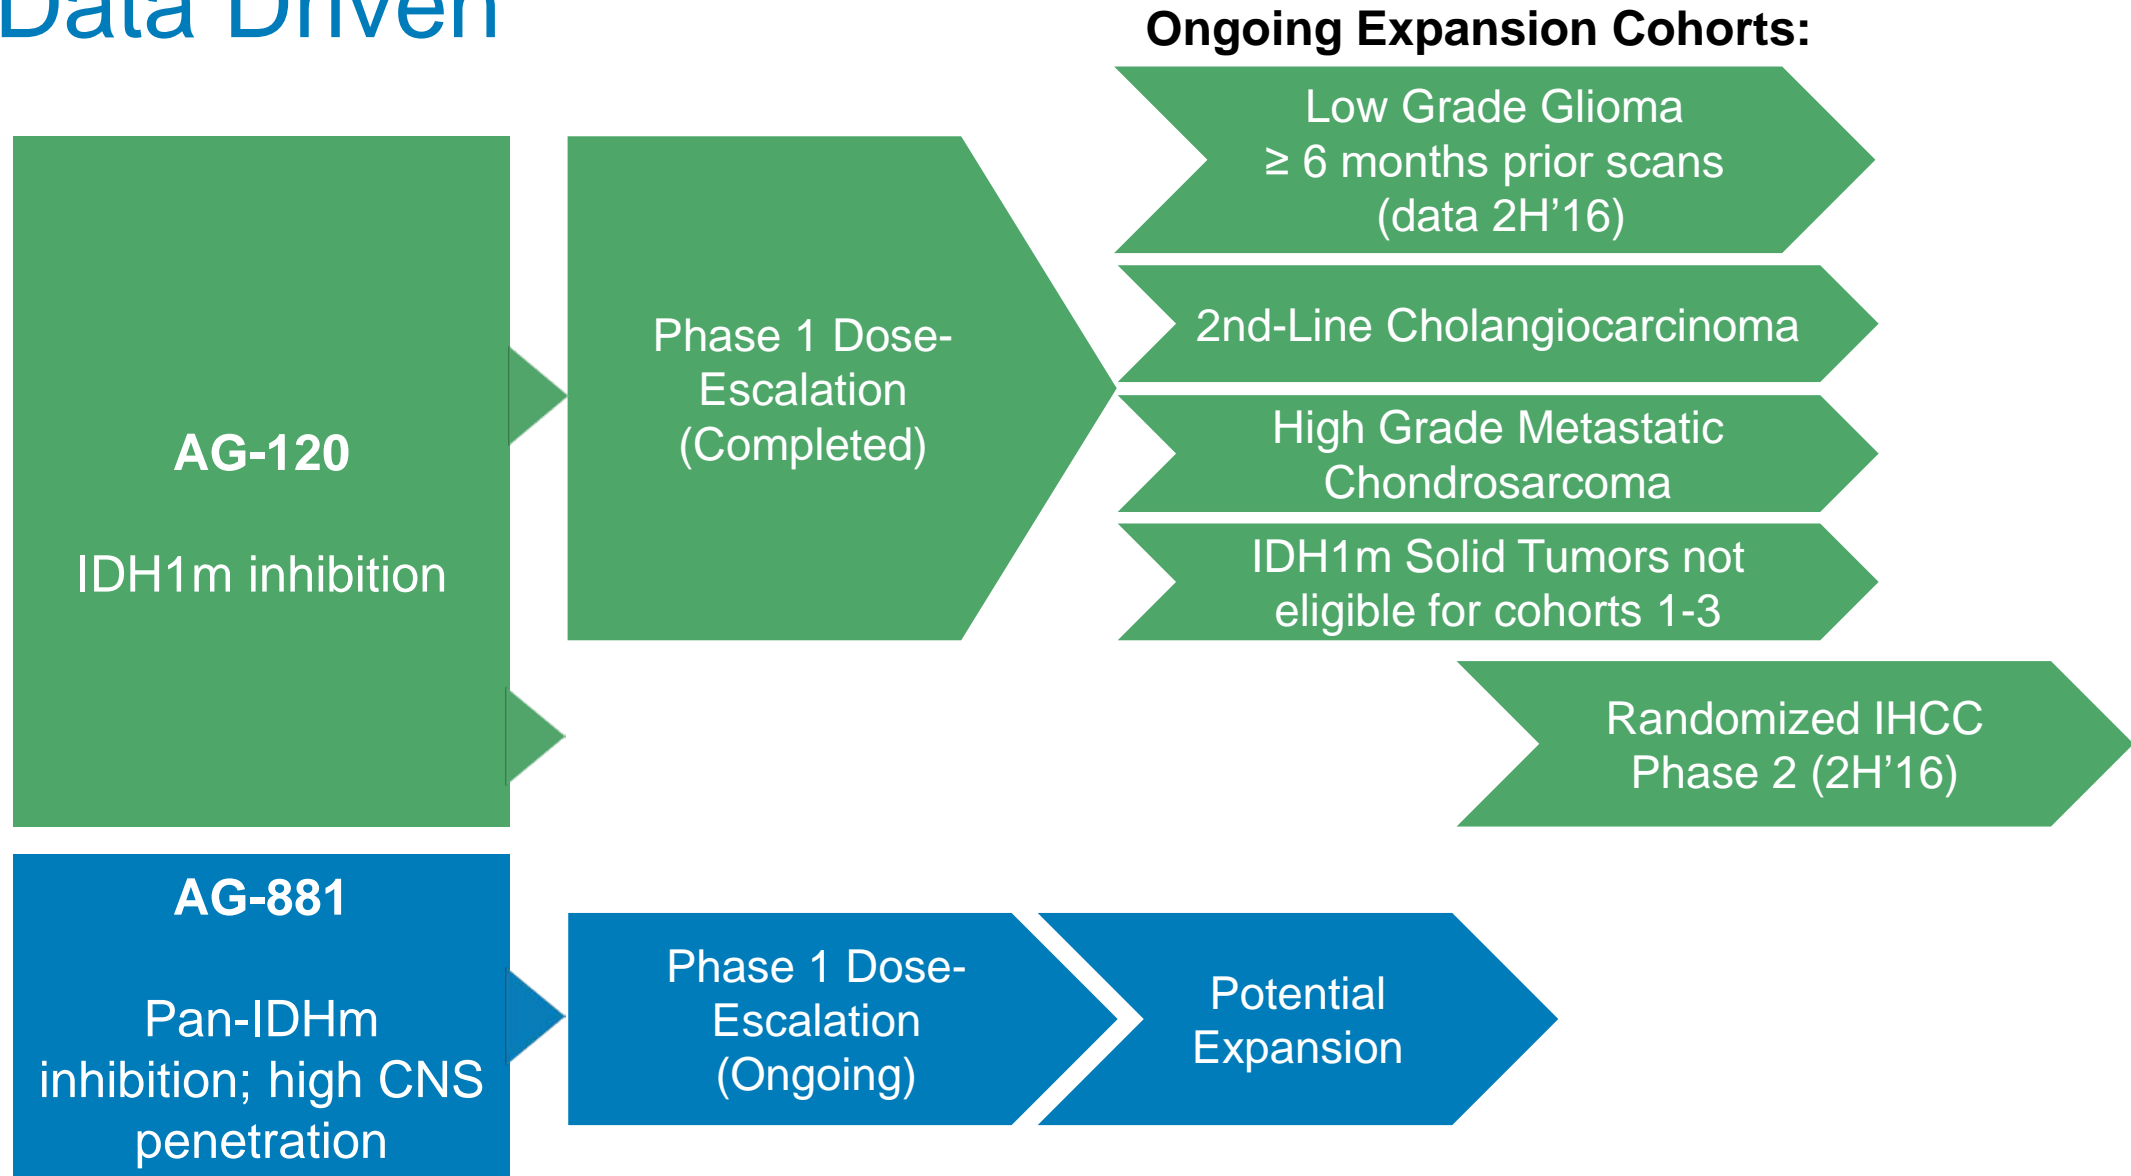 Data Driven
Ongoing Expansion Cohorts:
Low Grade Glioma
≥ 6 months prior scans
(data 2H’16)
2nd-Line Cholangiocarcinoma
High Grade Metastatic
Chondrosarcoma
IDH1m Solid Tumors not
eligible for cohorts 1-3
Phase 1 Dose-
Escalation
(Completed)
AG-120
IDH1m inhibition
Randomized IHCC
Phase 2 (2H’16)
AG-881
Pan-IDHm
inhibition; high CNS
penetration
Phase 1 Dose-
Escalation
(Ongoing)
Potential
Expansion